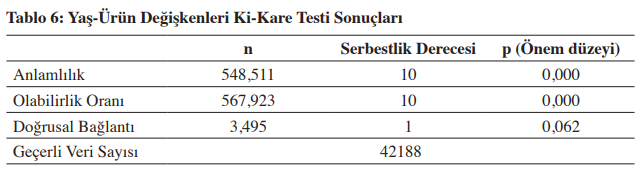 Tablo 6: Yaş-Ürün Değişkenleri Ki-Kare Testi Sonuçları
n Serbestlik Derecesi p (Önem düzeyi)
Anlamlılık 548,511 10 0,000
Olabilirlik Oranı 567,923 10 0,000
Doğrusal Bağlantı 3,495 1 0,062
Geçerli Veri Sayısı 42188